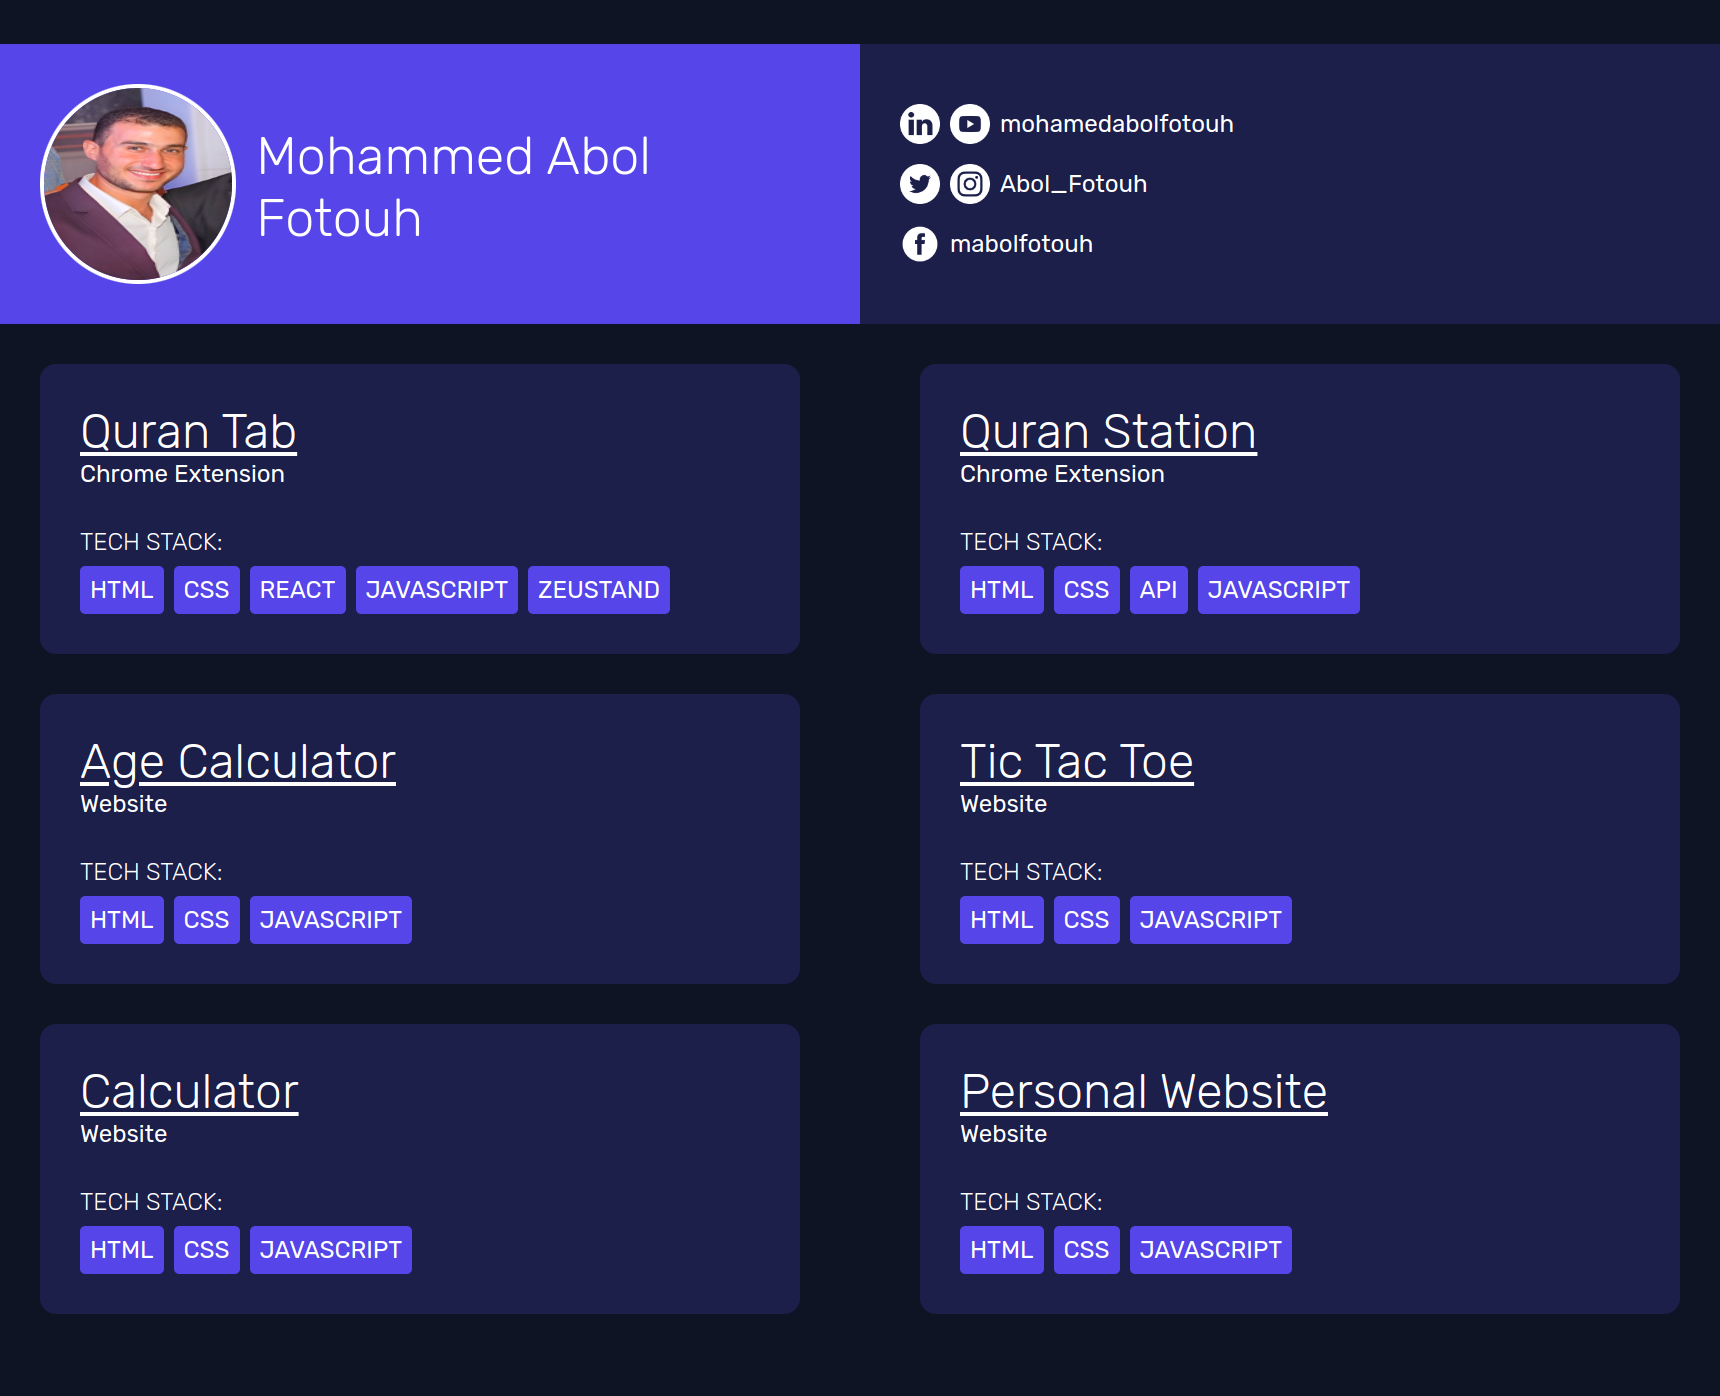 Mohammed Abol
Fotouh
mohamedabolfotouh
Abol_Fotouh
mabolfotouh
Quran Tab
Chrome Extension
TECH STACK:
HTML CSS REACT JAVASCRIPT ZEUSTAND
Quran Station
Chrome Extension
TECH STACK:
HTML CSS API JAVASCRIPT
Age Calculator
Website
TECH STACK:
HTML CSS JAVASCRIPT
Tic Tac Toe
Website
TECH STACK:
HTML CSS JAVASCRIPT
Calculator
Website
TECH STACK:
HTML CSS JAVASCRIPT
Personal Website
Website
TECH STACK:
HTML CSS JAVASCRIPT